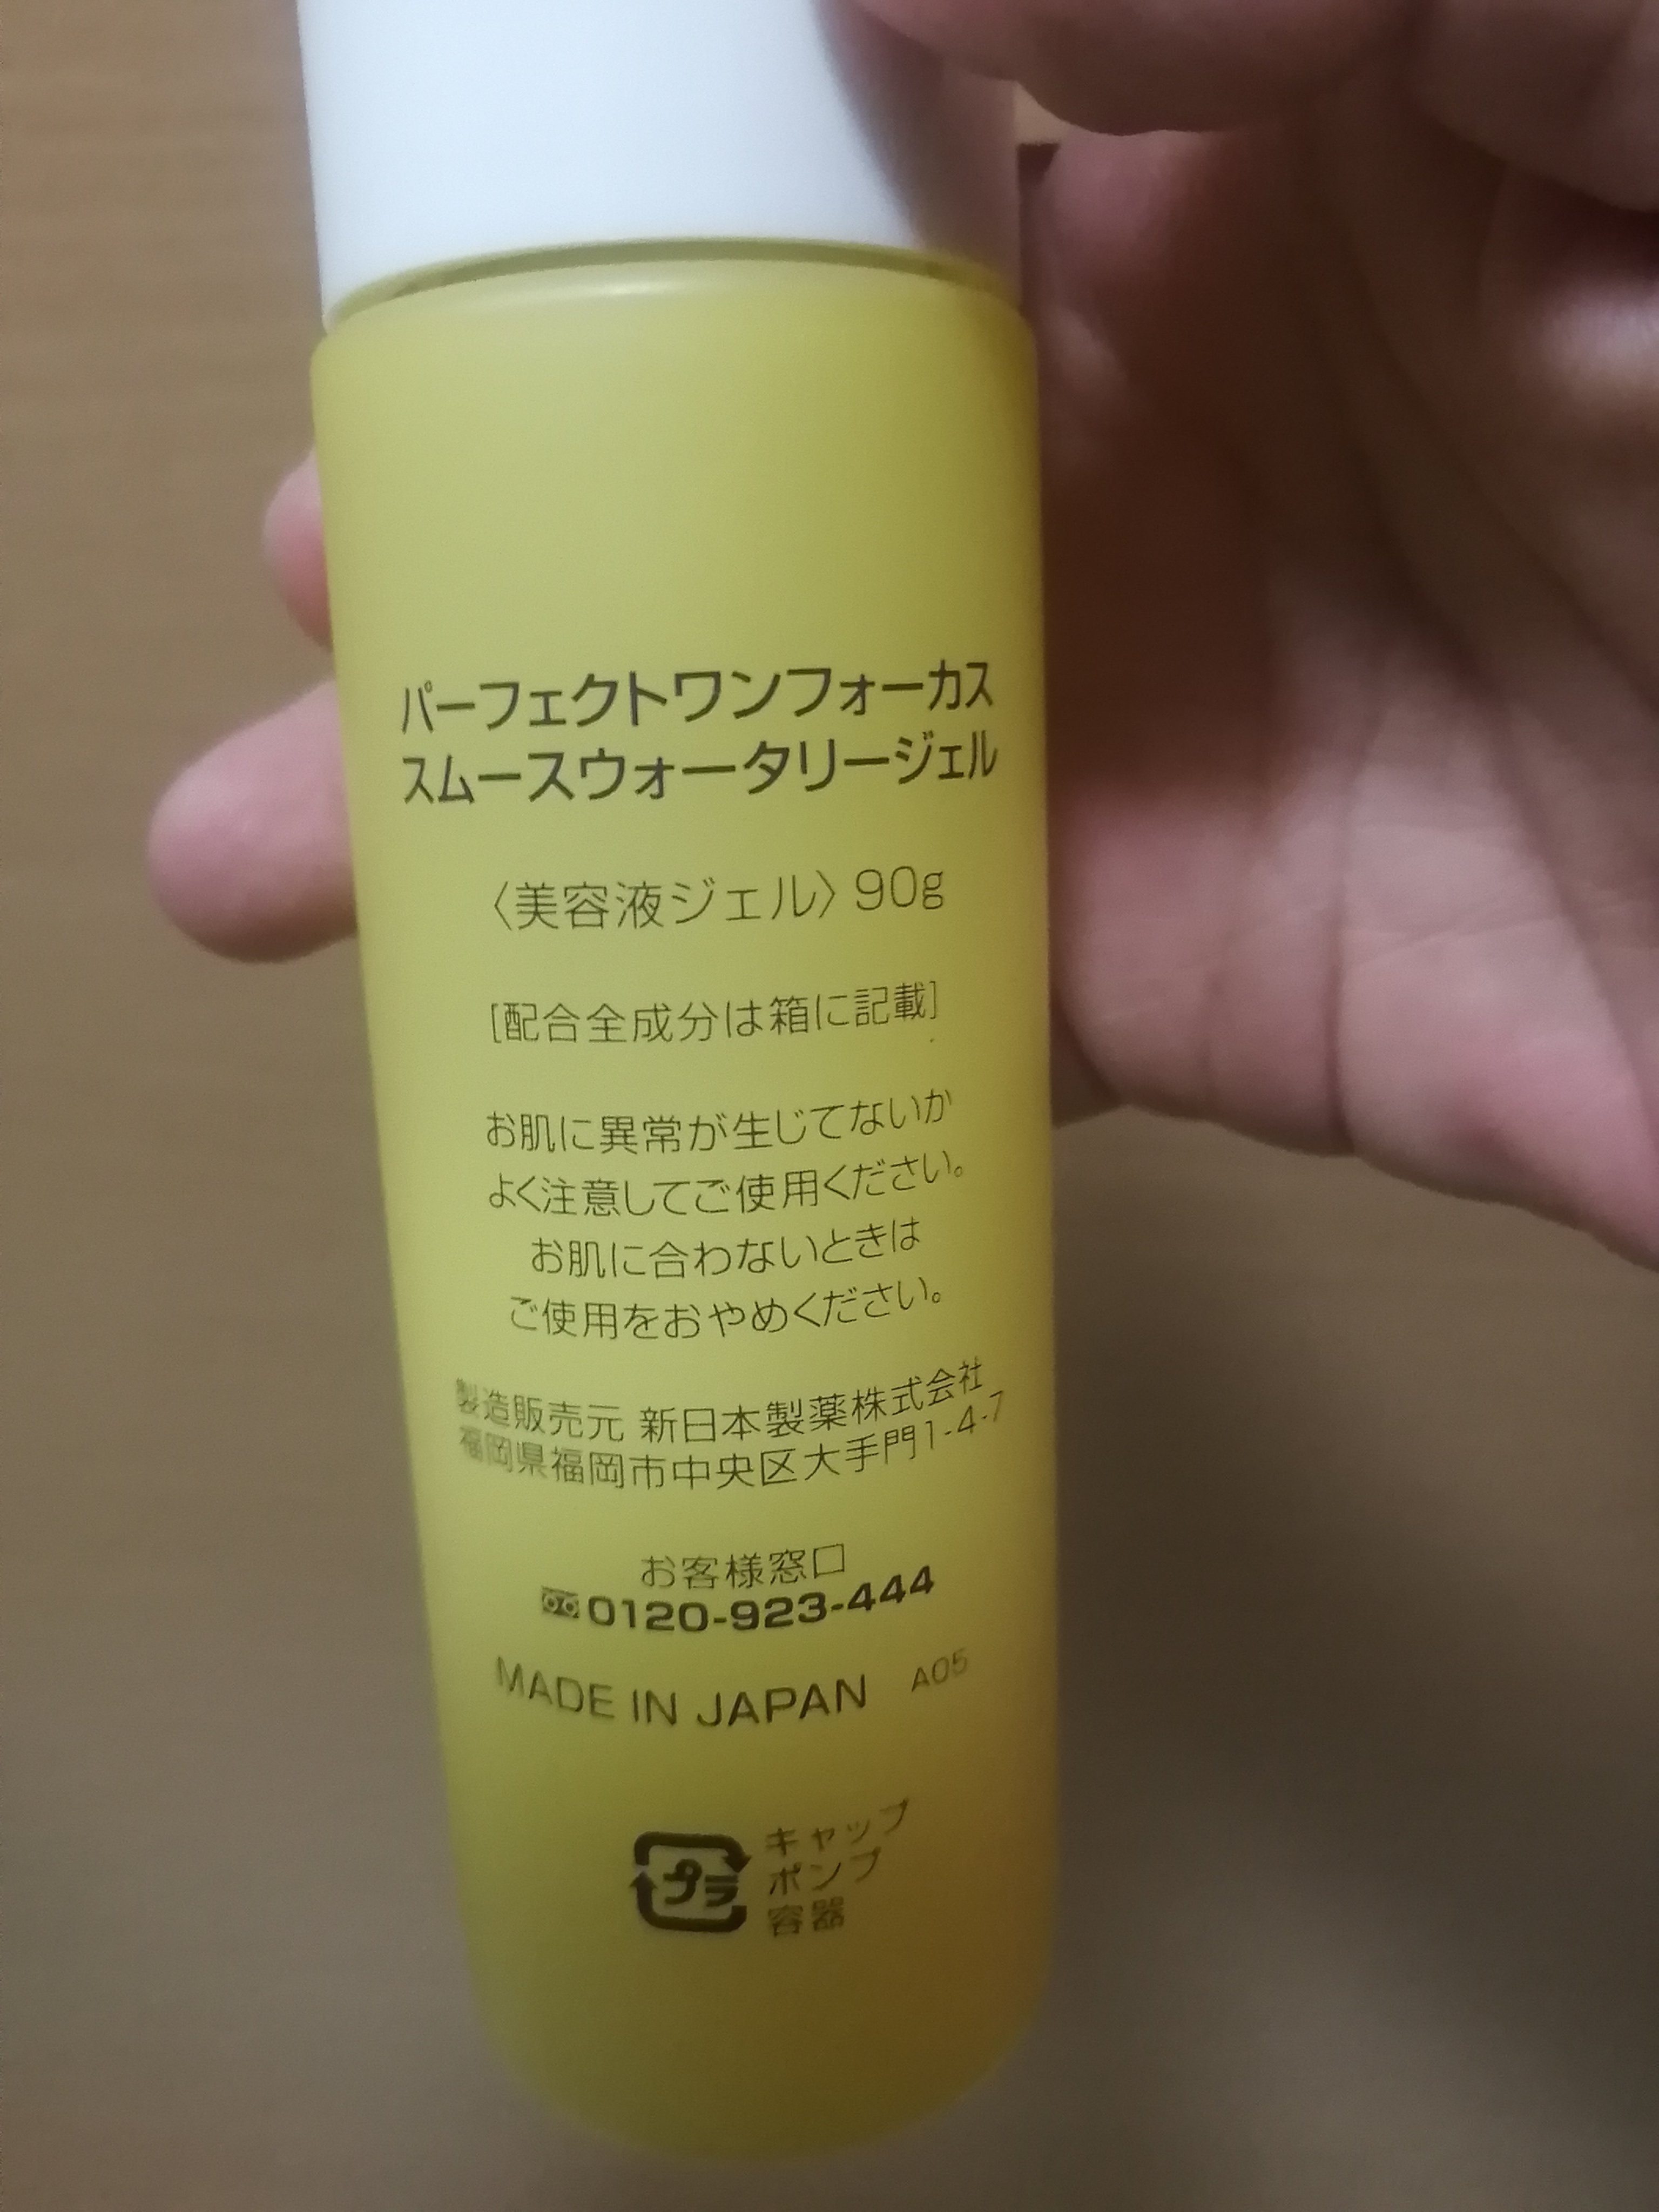 パーフェクトワンフォーカス
スムースウォータリージェル
〈美容液ジェル〉90g
[配合全成分は箱に記載]
お肌に異常が生じてないか
よく注意してご使用ください。
お肌に合わないときは
ご使用をおやめください。
製造販売元 新日本製薬株式会社
福岡県福岡市中央区大手門1-4-7
お客様窓口
0120-923-444
MADE IN JAPAN A05
プラ
キャップ
ポンプ
容器